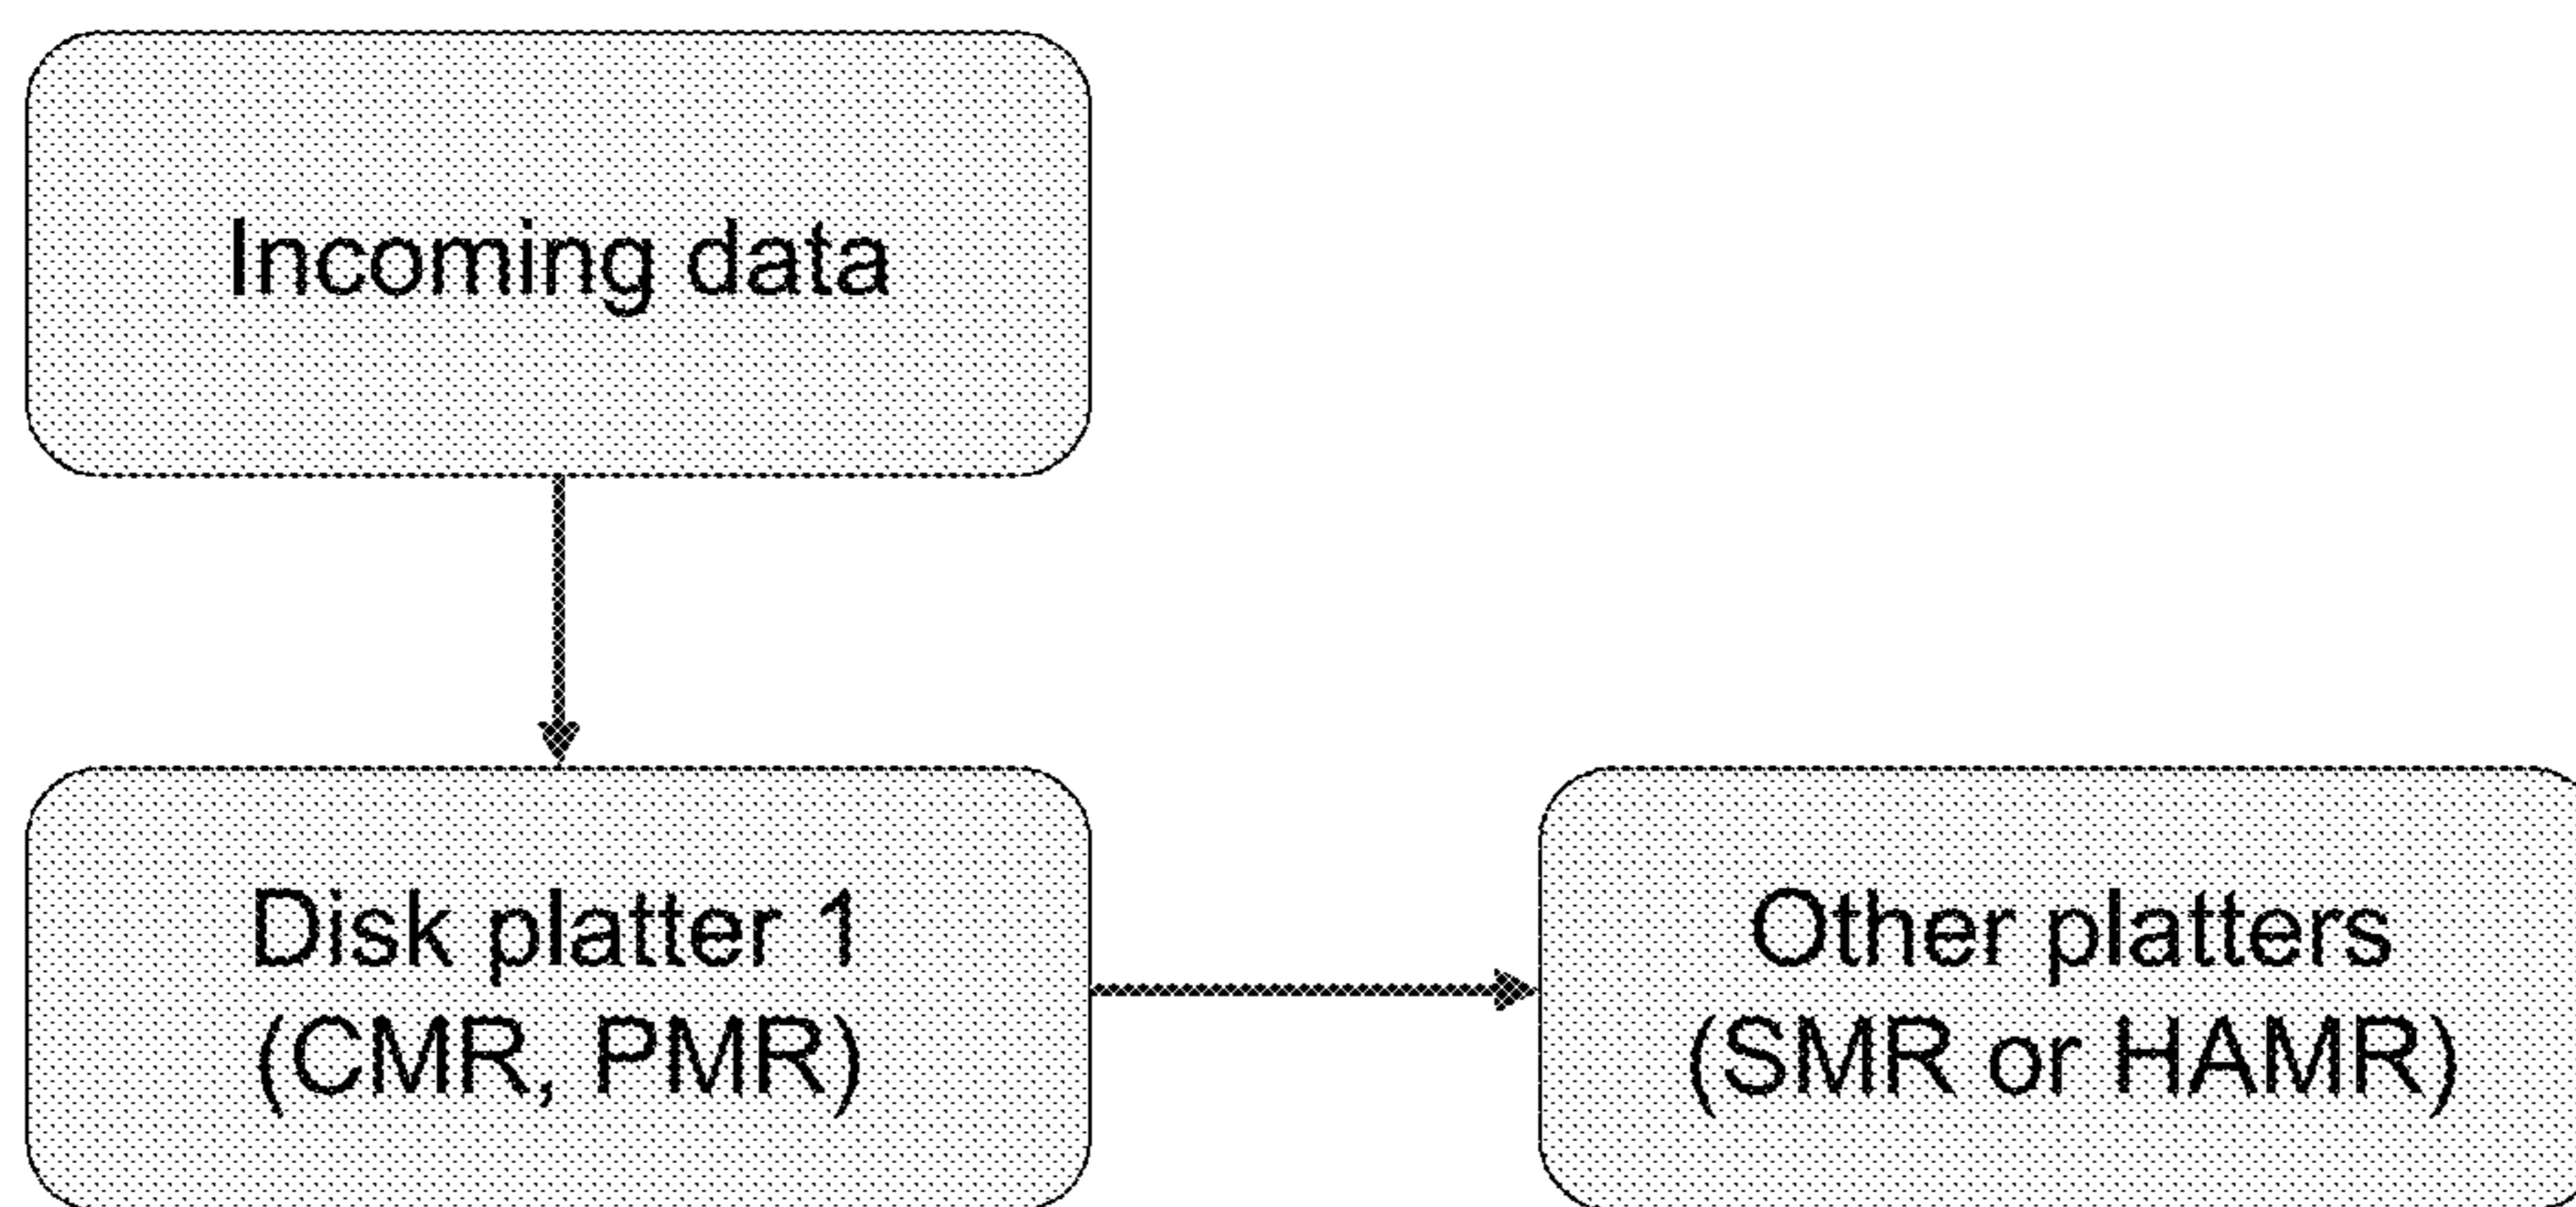 Incoming data
Disk platter 1
(CMR, PMR)
Other platters
(SMR or HAMR)